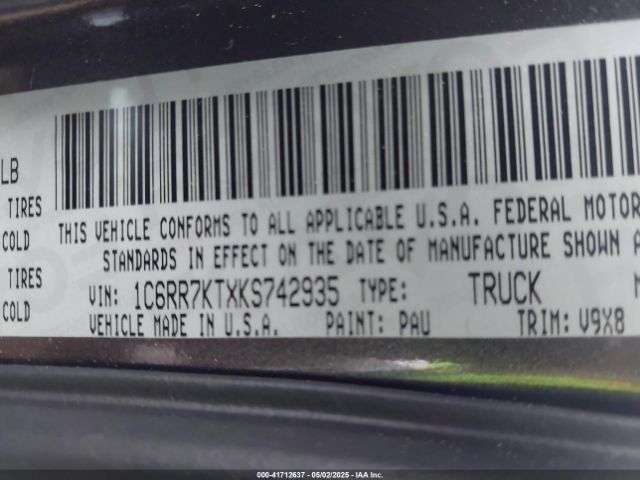 LB
TIRES
COLD
TIRES
COLD
THIS VEHICLE CONFORMS TO ALL APPLICABLE U.S.A. FEDERAL MOTOR
STANDARDS IN EFFECT ON THE DATE OF MANUFACTURE SHOWN A
VIN: 1C6RR7KTXKS742935 TYPE: TRUCK
VEHICLE MADE IN U.S.A. PAINT: PAU TRIM: V9X8
00-41712637 - 05/02/2025 - IAA Inc.